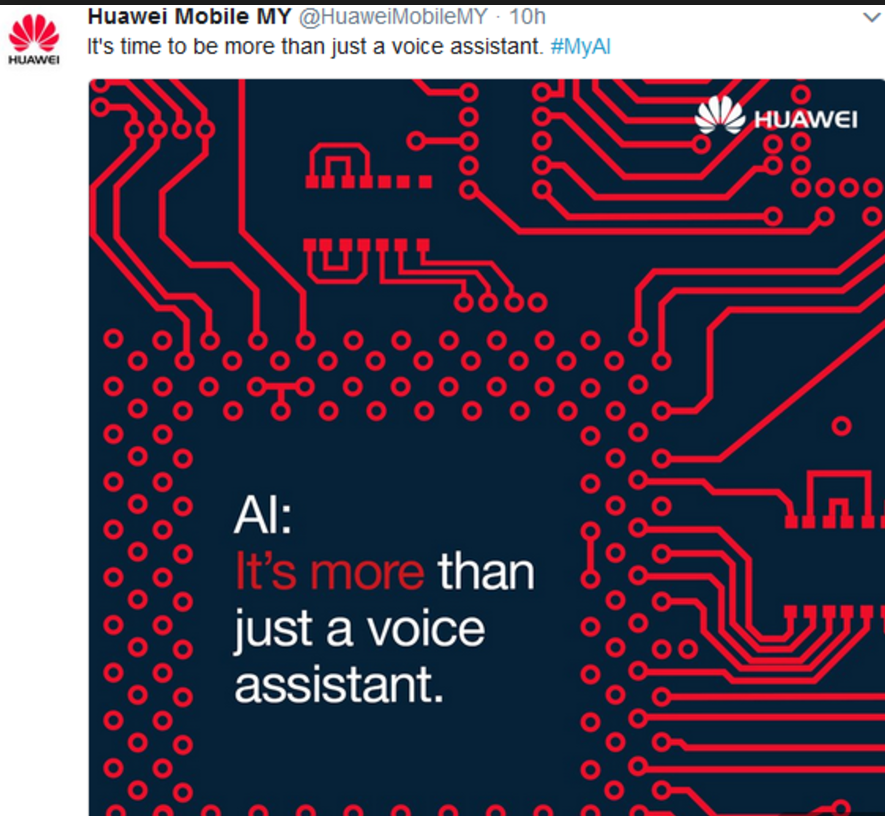 Huawei Mobile MY @HuaweiMobileMY · 10h
It's time to be more than just a voice assistant. #MyAI
HUAWEI
HUAWEI
AI:
It's more than
just a voice
assistant.